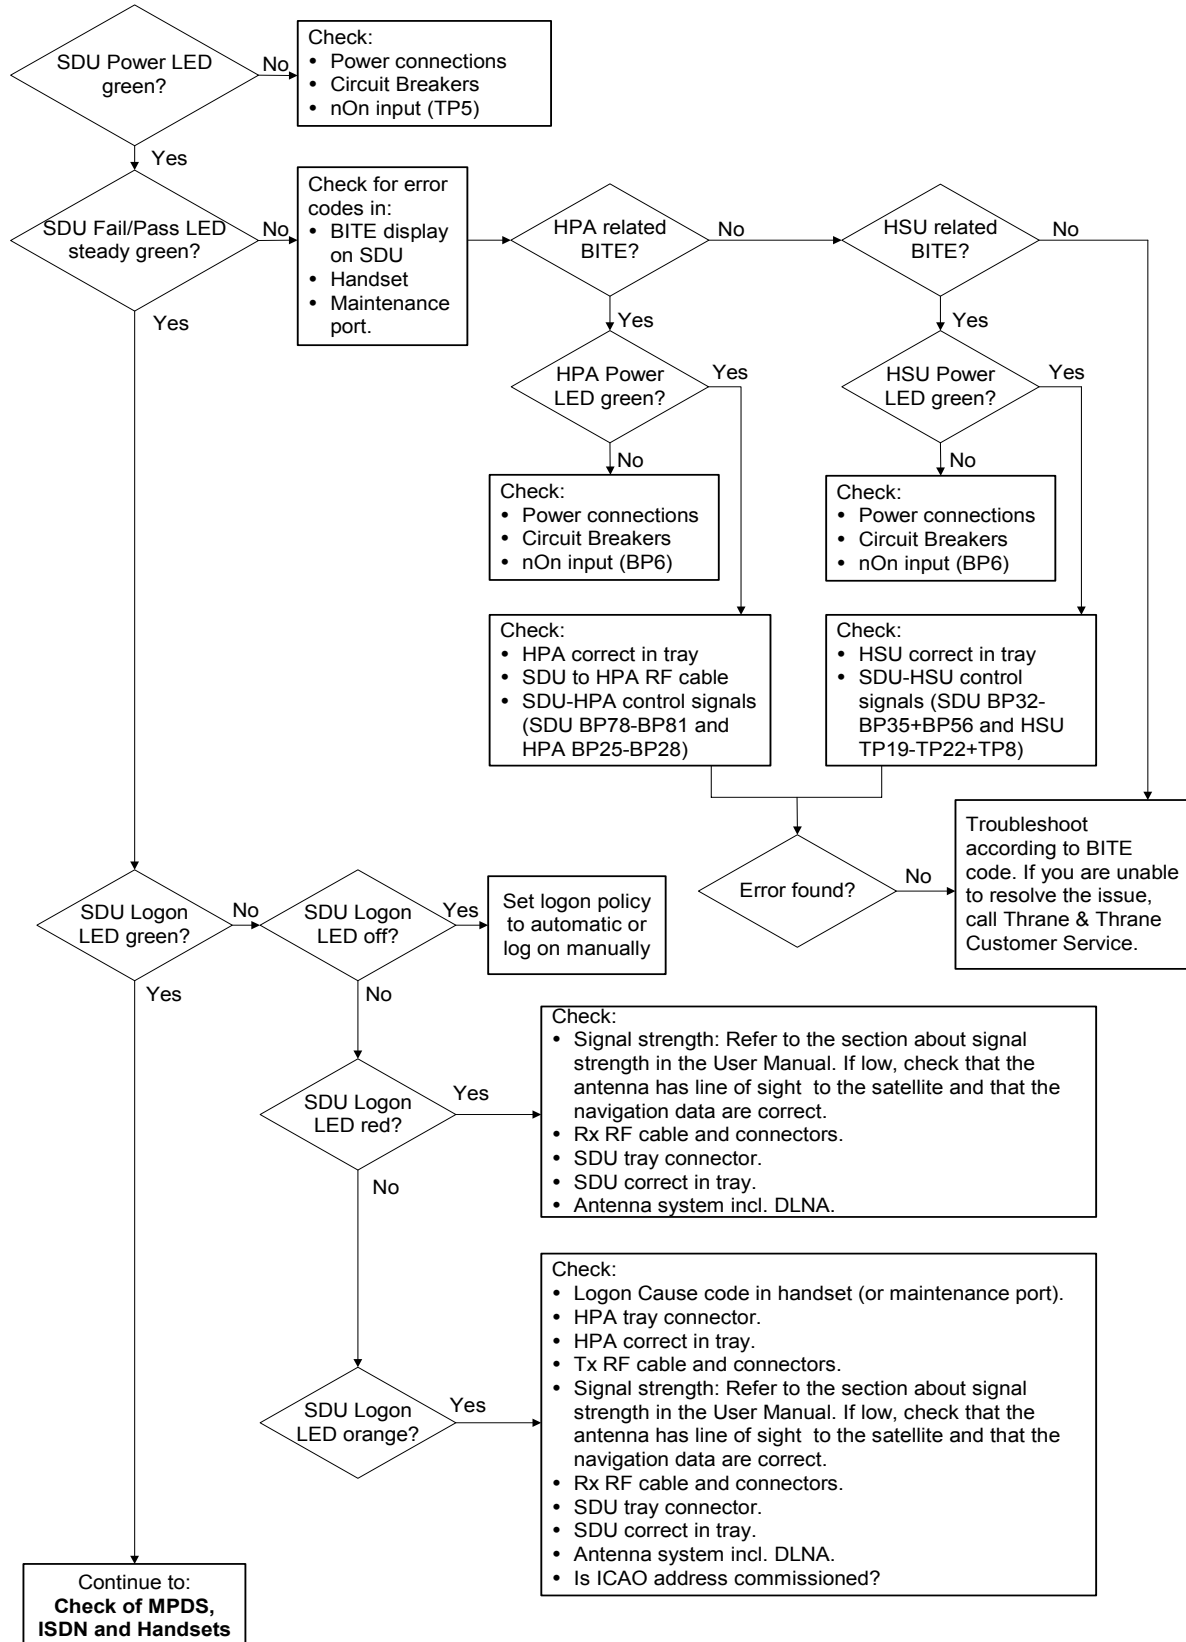 SDU Power LED
green?
No
Check:
• Power connections
• Circuit Breakers
• nOn input (TP5)
Yes
SDU Fail/Pass LED
steady green?
No
Check for error
codes in:
• BITE display
on SDU
• Handset
• Maintenance
port.
HPA related
BITE?
No
HSU related
BITE?
No
Yes
Yes
Yes
HPA Power
LED green?
Yes
HSU Power
LED green?
Yes
No
No
Check:
• Power connections
• Circuit Breakers
• nOn input (BP6)
Check:
• Power connections
• Circuit Breakers
• nOn input (BP6)
Check:
• HPA correct in tray
• SDU to HPA RF cable
• SDU-HPA control signals
(SDU BP78-BP81 and
HPA BP25-BP28)
Check:
• HSU correct in tray
• SDU-HSU control
signals (SDU BP32-
BP35+BP56 and HSU
TP19-TP22+TP8)
Error found?
No
Troubleshoot
according to BITE
code. If you are unable
to resolve the issue,
call Thrane & Thrane
Customer Service.
SDU Logon
LED green?
No
SDU Logon
LED off?
Yes
Set logon policy
to automatic or
log on manually
Yes
No
SDU Logon
LED red?
Yes
Check:
• Signal strength: Refer to the section about signal
strength in the User Manual. If low, check that the
antenna has line of sight  to the satellite and that the
navigation data are correct.
• Rx RF cable and connectors.
• SDU tray connector.
• SDU correct in tray.
• Antenna system incl. DLNA.
No
SDU Logon
LED orange?
Yes
Check:
• Logon Cause code in handset (or maintenance port).
• HPA tray connector.
• HPA correct in tray.
• Tx RF cable and connectors.
• Signal strength: Refer to the section about signal
strength in the User Manual. If low, check that the
antenna has line of sight  to the satellite and that the
navigation data are correct.
• Rx RF cable and connectors.
• SDU tray connector.
• SDU correct in tray.
• Antenna system incl. DLNA.
• Is ICAO address commissioned?
Continue to:
Check of MPDS,
ISDN and Handsets